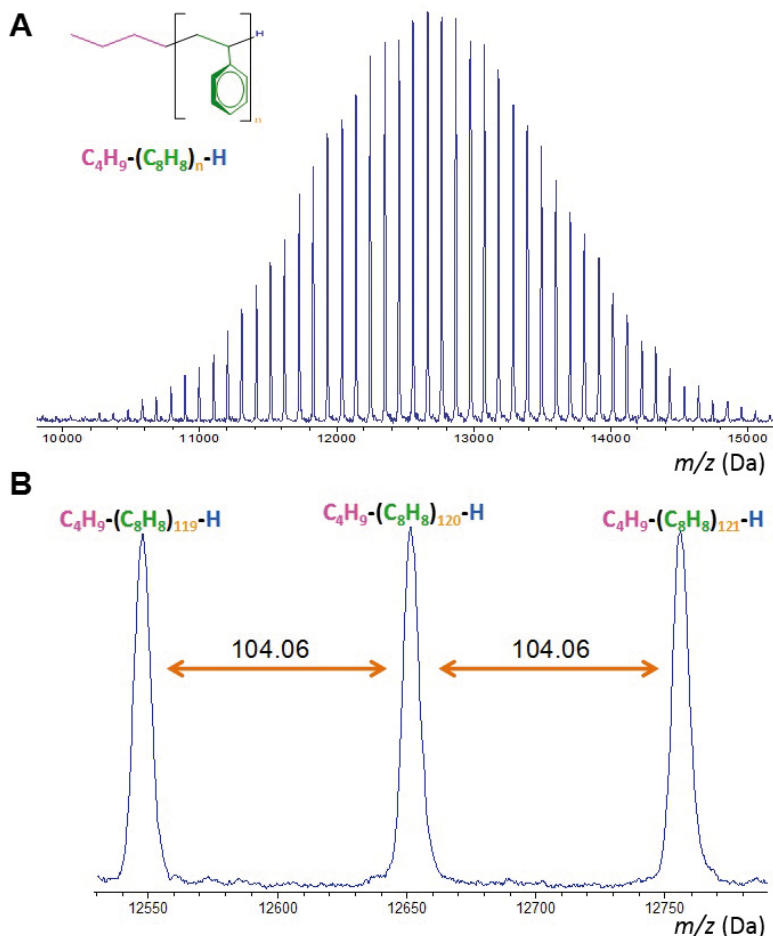 A
H
n
C₄H₉-(C₈H₈)ₙ-H
10000 11000 12000 13000 14000 15000
m/z (Da)
B
C₄H₉-(C₈H₈)₁₁₉-H C₄H₉-(C₈H₈)₁₂₀-H C₄H₉-(C₈H₈)₁₂₁-H
104.06 104.06
12550 12600 12650 12700 12750
m/z (Da)